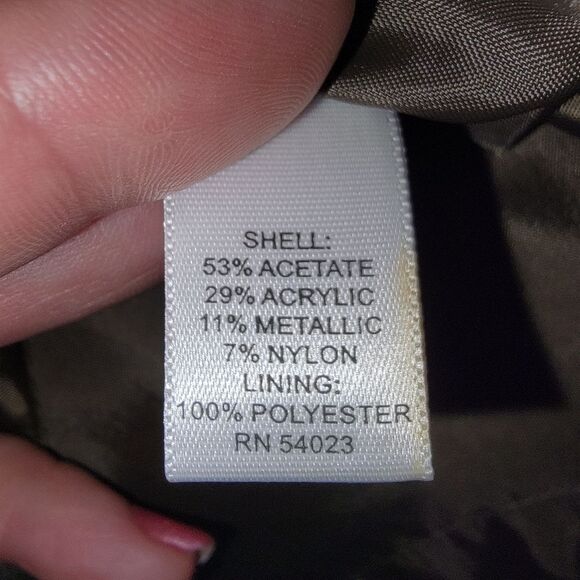 SHELL:
53% ACETATE
29% ACRYLIC
11% METALLIC
7% NYLON
LINING:
100% POLYESTER
RN 54023